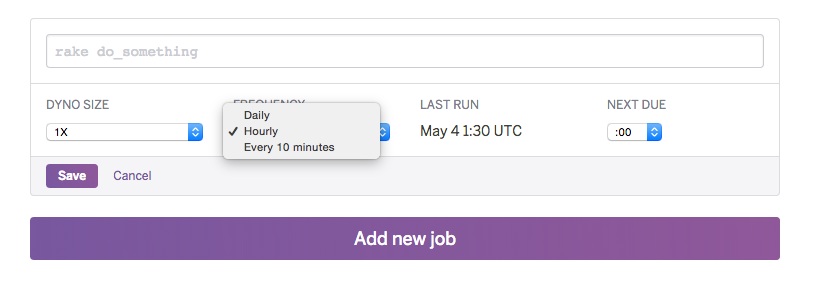 rake do_something
DYNO SIZE
FREQUENCY
LAST RUN
NEXT DUE
1X
Daily
Hourly
Every 10 minutes
May 4 1:30 UTC
:00
Save
Cancel
Add new job